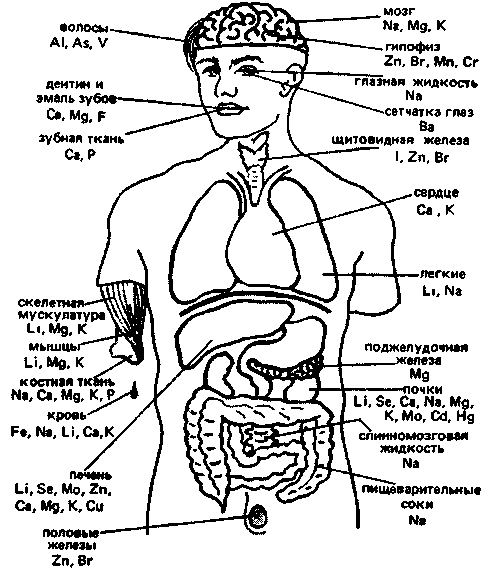 волосы
Al, As, V
дентин и
эмаль зубов
Ca, Mg, F
зубная ткань
Ca, P
скелетная
мускулатура
Li, Mg, K
мышцы
Li, Mg, K
костная ткань
Na, Ca, Mg, K, P
кровь
Fe, Na, Li, Ca, K
печень
Li, Se, Mo, Zn,
Ca, Mg, K, Cu
половые
железы
Zn, Br
мозг
Na, Mg, K
гипофиз
Zn, Br, Mn, Cr
глазная жидкость
Na
сетчатка глаз
Ba
щитовидная железа
I, Zn, Br
сердце
Ca , K
легкие
Li, Na
поджелудочная
железа
Mg
почки
Li, Se, Ca, Na, Mg,
K, Mo, Cd, Hg
спинномозговая
жидкость
Na
пищеварительные
соки
Na